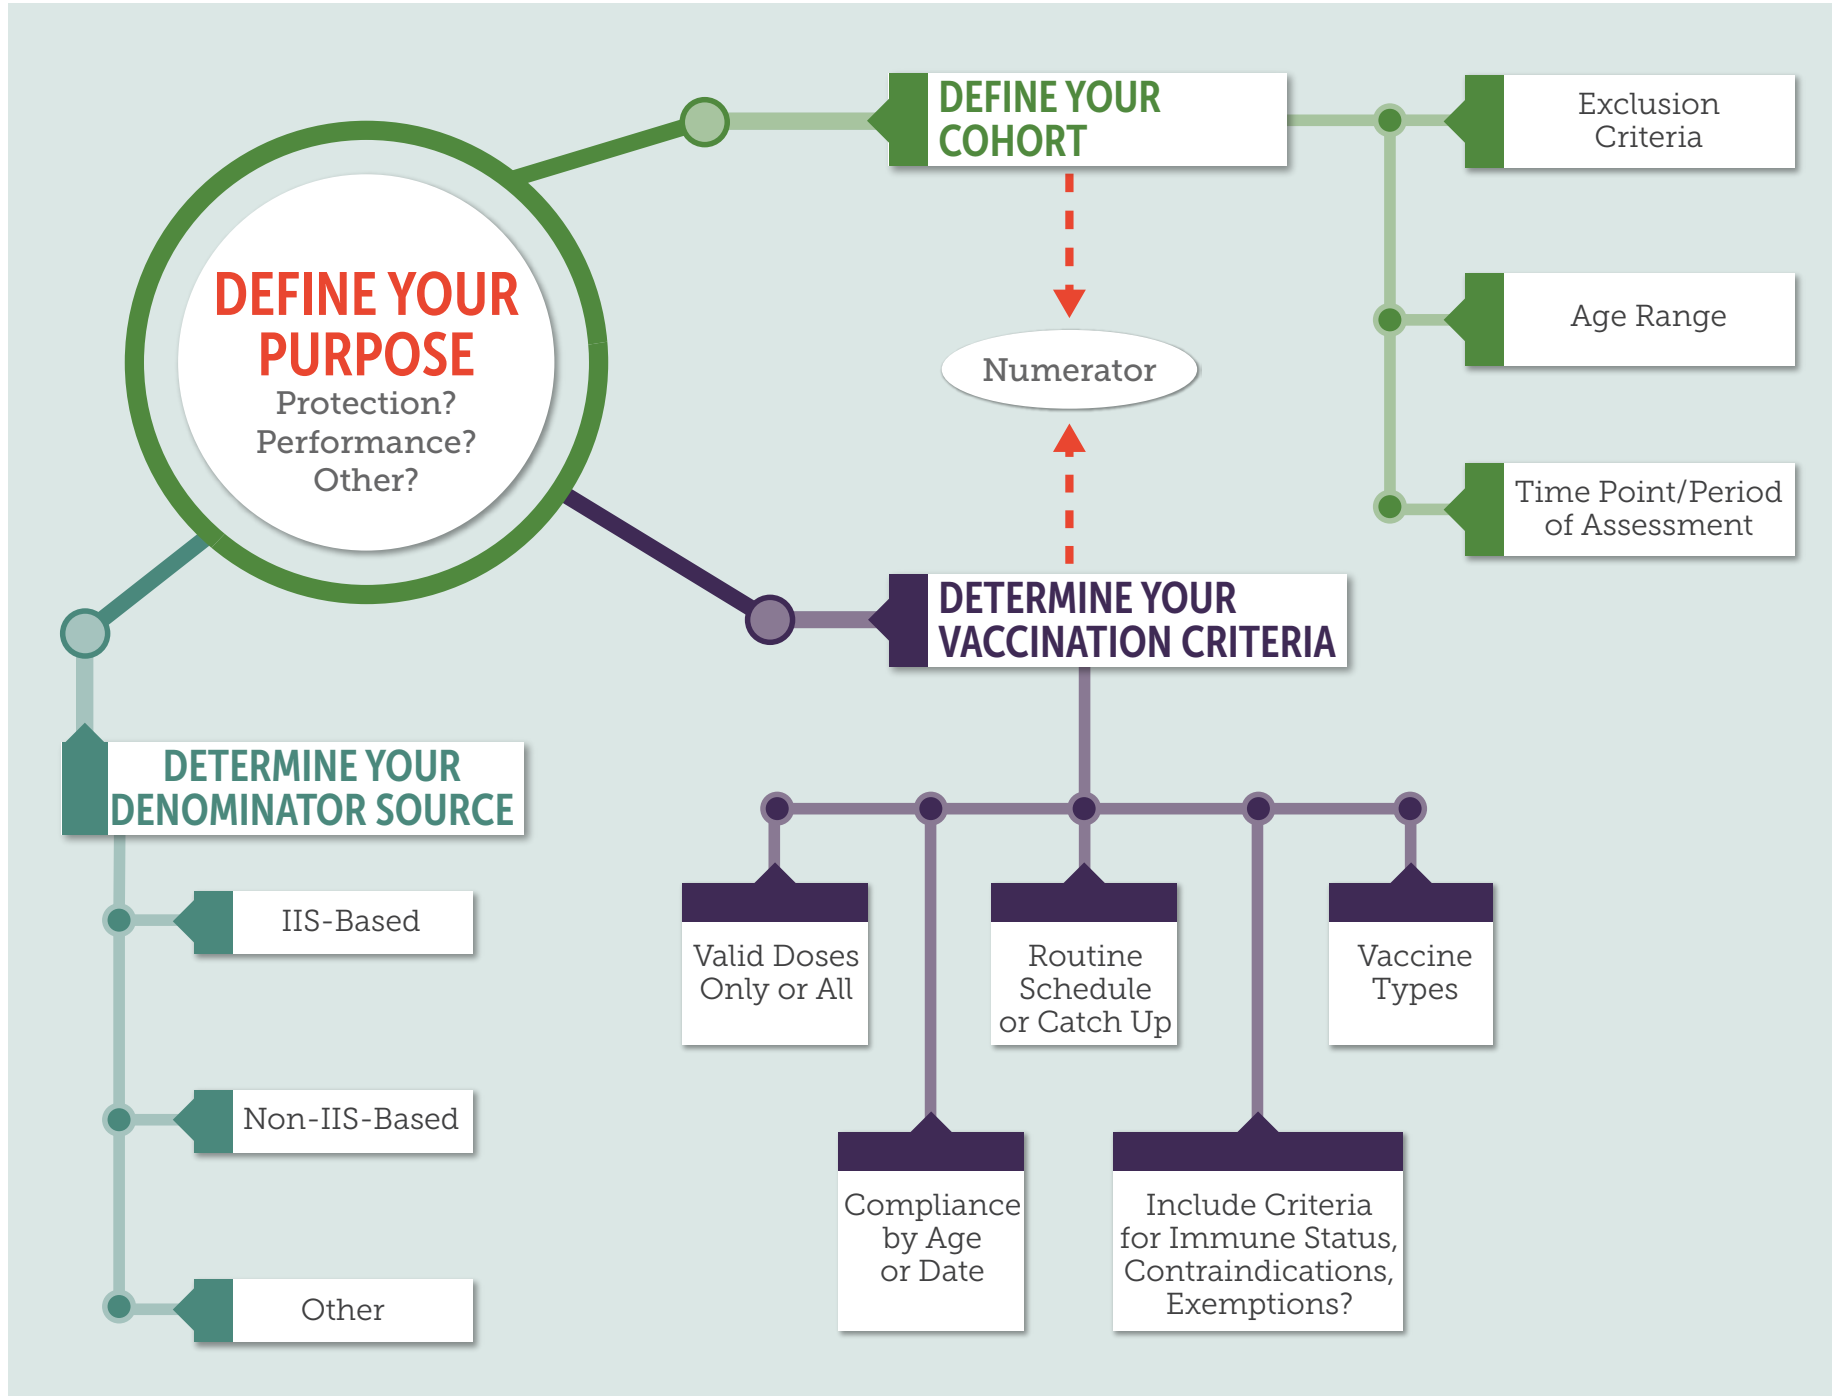 DEFINE YOUR
PURPOSE
Protection?
Performance?
Other?
DEFINE YOUR
COHORT
Exclusion
Criteria
Age Range
Time Point/Period
of Assessment
Numerator
DETERMINE YOUR
VACCINATION CRITERIA
Valid Doses
Only or All
Compliance
by Age
or Date
Routine
Schedule
or Catch Up
Include Criteria
for Immune Status,
Contraindications,
Exemptions?
Vaccine
Types
DETERMINE YOUR
DENOMINATOR SOURCE
IIS-Based
Non-IIS-Based
Other